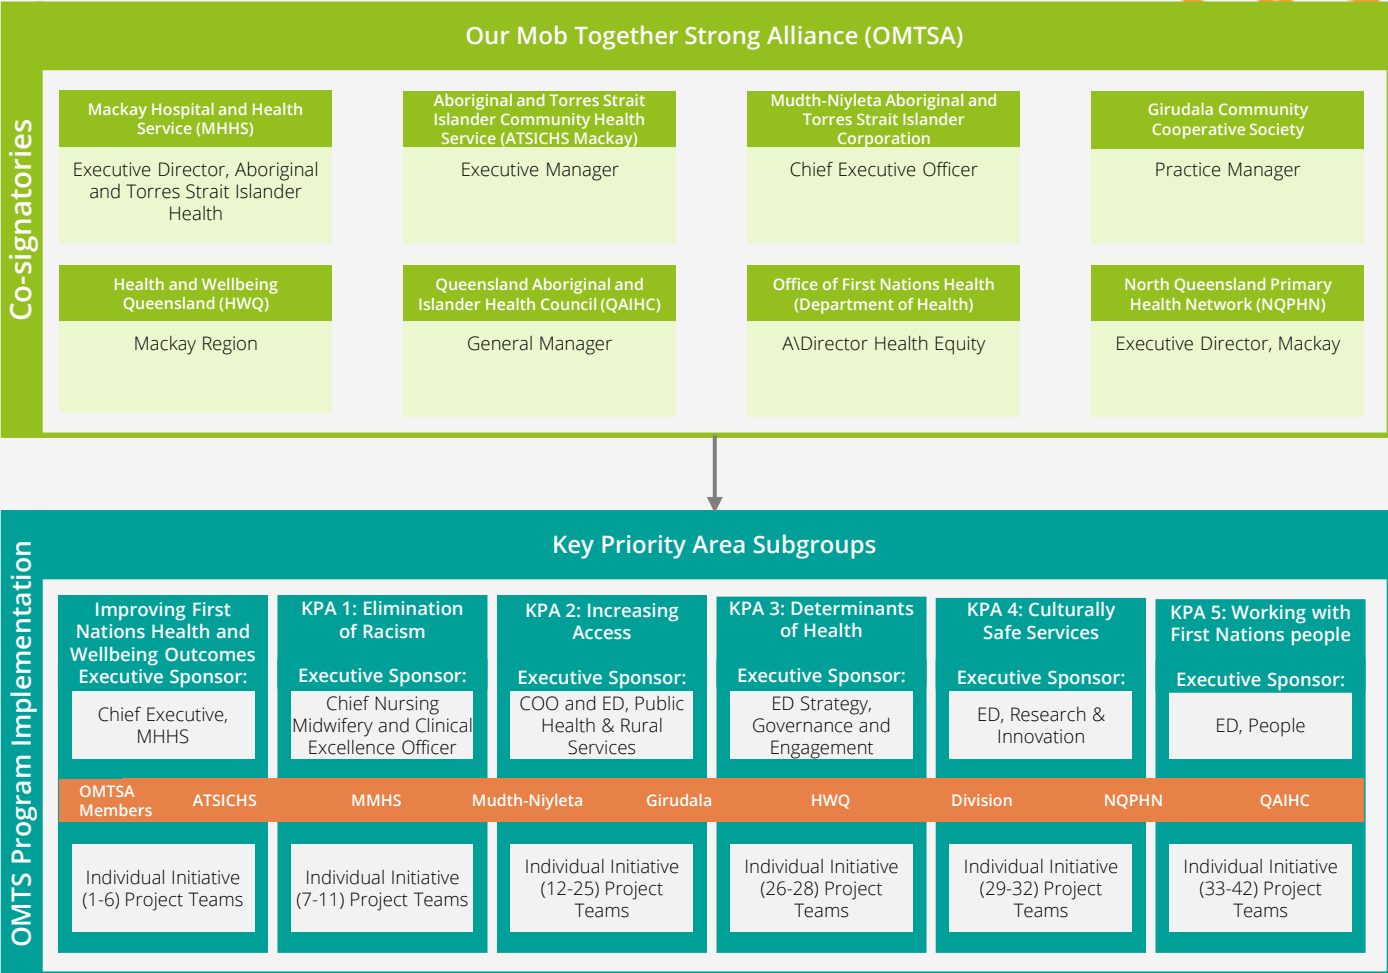 Our Mob Together Strong Alliance (OMTSA)
Co-signatories
Mackay Hospital and Health
Service (MHHS)
Executive Director, Aboriginal
and Torres Strait Islander
Health
Aboriginal and Torres Strait
Islander Community Health
Service (ATSICHS Mackay)
Executive Manager
Mudth-Niyleta Aboriginal and
Torres Strait Islander
Corporation
Chief Executive Officer
Girudala Community
Cooperative Society
Practice Manager
Health and Wellbeing
Queensland (HWQ)
Mackay Region
Queensland Aboriginal and
Islander Health Council (QAIHC)
General Manager
Office of First Nations Health
(Department of Health)
A\Director Health Equity
North Queensland Primary
Health Network (NQPHN)
Executive Director, Mackay
OMTS Program Implementation
Key Priority Area Subgroups
Improving First
Nations Health and
Wellbeing Outcomes
Executive Sponsor:
Chief Executive,
MHHS
KPA 1: Elimination
of Racism
Executive Sponsor:
Chief Nursing
Midwifery and Clinical
Excellence Officer
KPA 2: Increasing
Access
Executive Sponsor:
COO and ED, Public
Health & Rural
Services
KPA 3: Determinants
of Health
Executive Sponsor:
ED Strategy,
Governance and
Engagement
KPA 4: Culturally
Safe Services
Executive Sponsor:
ED, Research &
Innovation
KPA 5: Working with
First Nations people
Executive Sponsor:
ED, People
OMTSA
Members
ATSICHS
MMHS
Mudth-Niyleta
Girudala
HWQ
Division
NQPHN
QAIHC
Individual Initiative
(1-6) Project Teams
Individual Initiative
(7-11) Project Teams
Individual Initiative
(12-25) Project
Teams
Individual Initiative
(26-28) Project
Teams
Individual Initiative
(29-32) Project
Teams
Individual Initiative
(33-42) Project
Teams